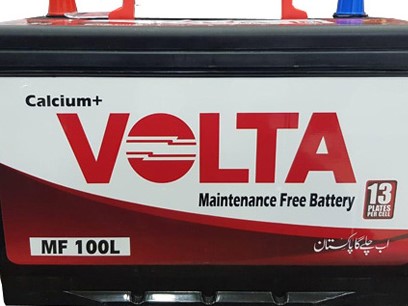 Calcium+
VOLTA
Maintenance Free Battery
13
PLATES
PER CELL
MF 100L
اب چلے گا پاکستان